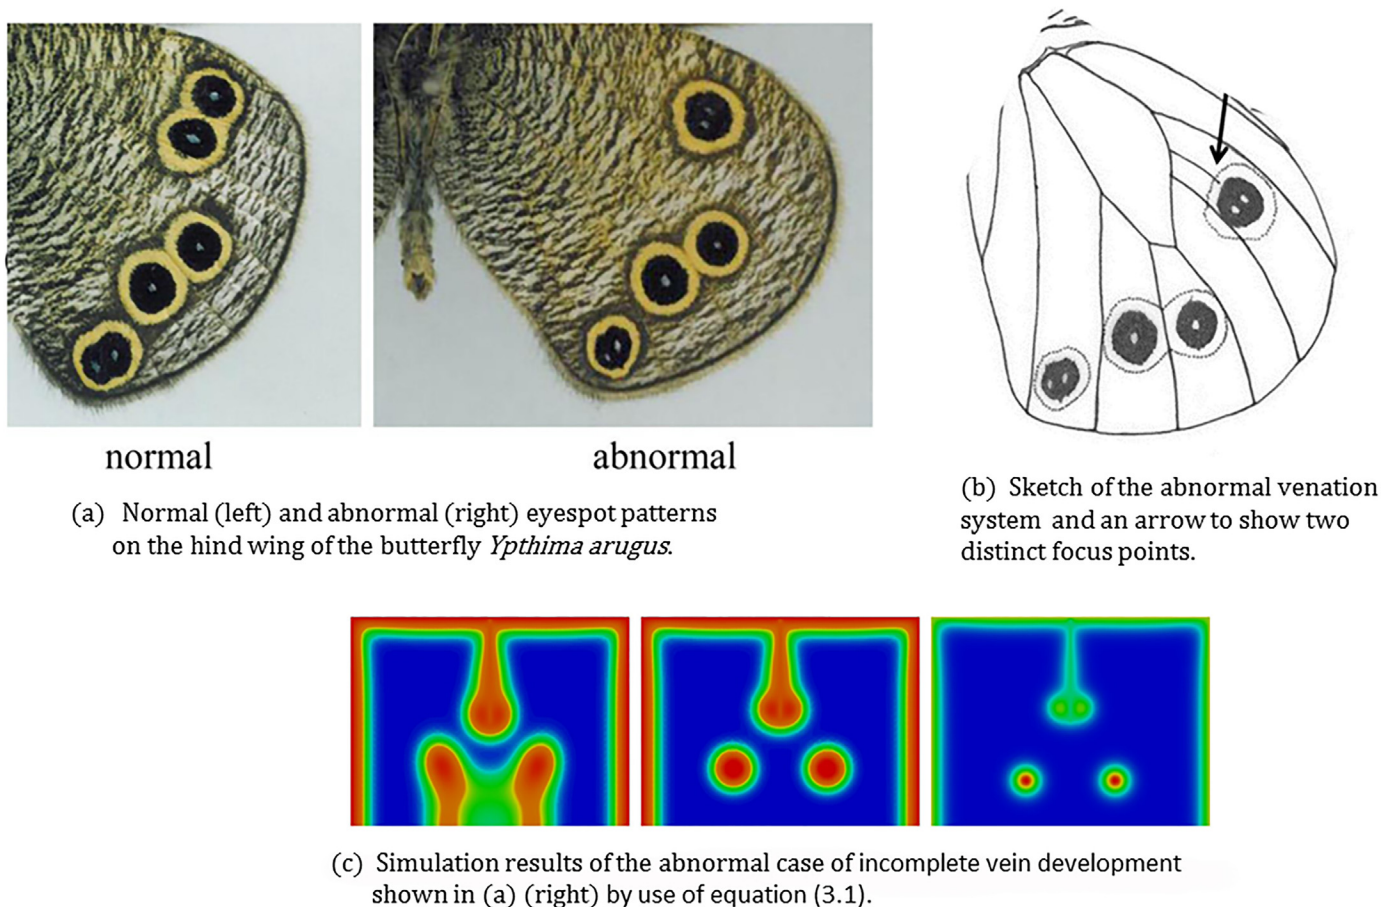 normal
abnormal
(a) Normal (left) and abnormal (right) eyespot patterns
on the hind wing of the butterfly Ypthima arugus.
(b) Sketch of the abnormal venation
system and an arrow to show two
distinct focus points.
(c) Simulation results of the abnormal case of incomplete vein development
shown in (a) (right) by use of equation (3.1).